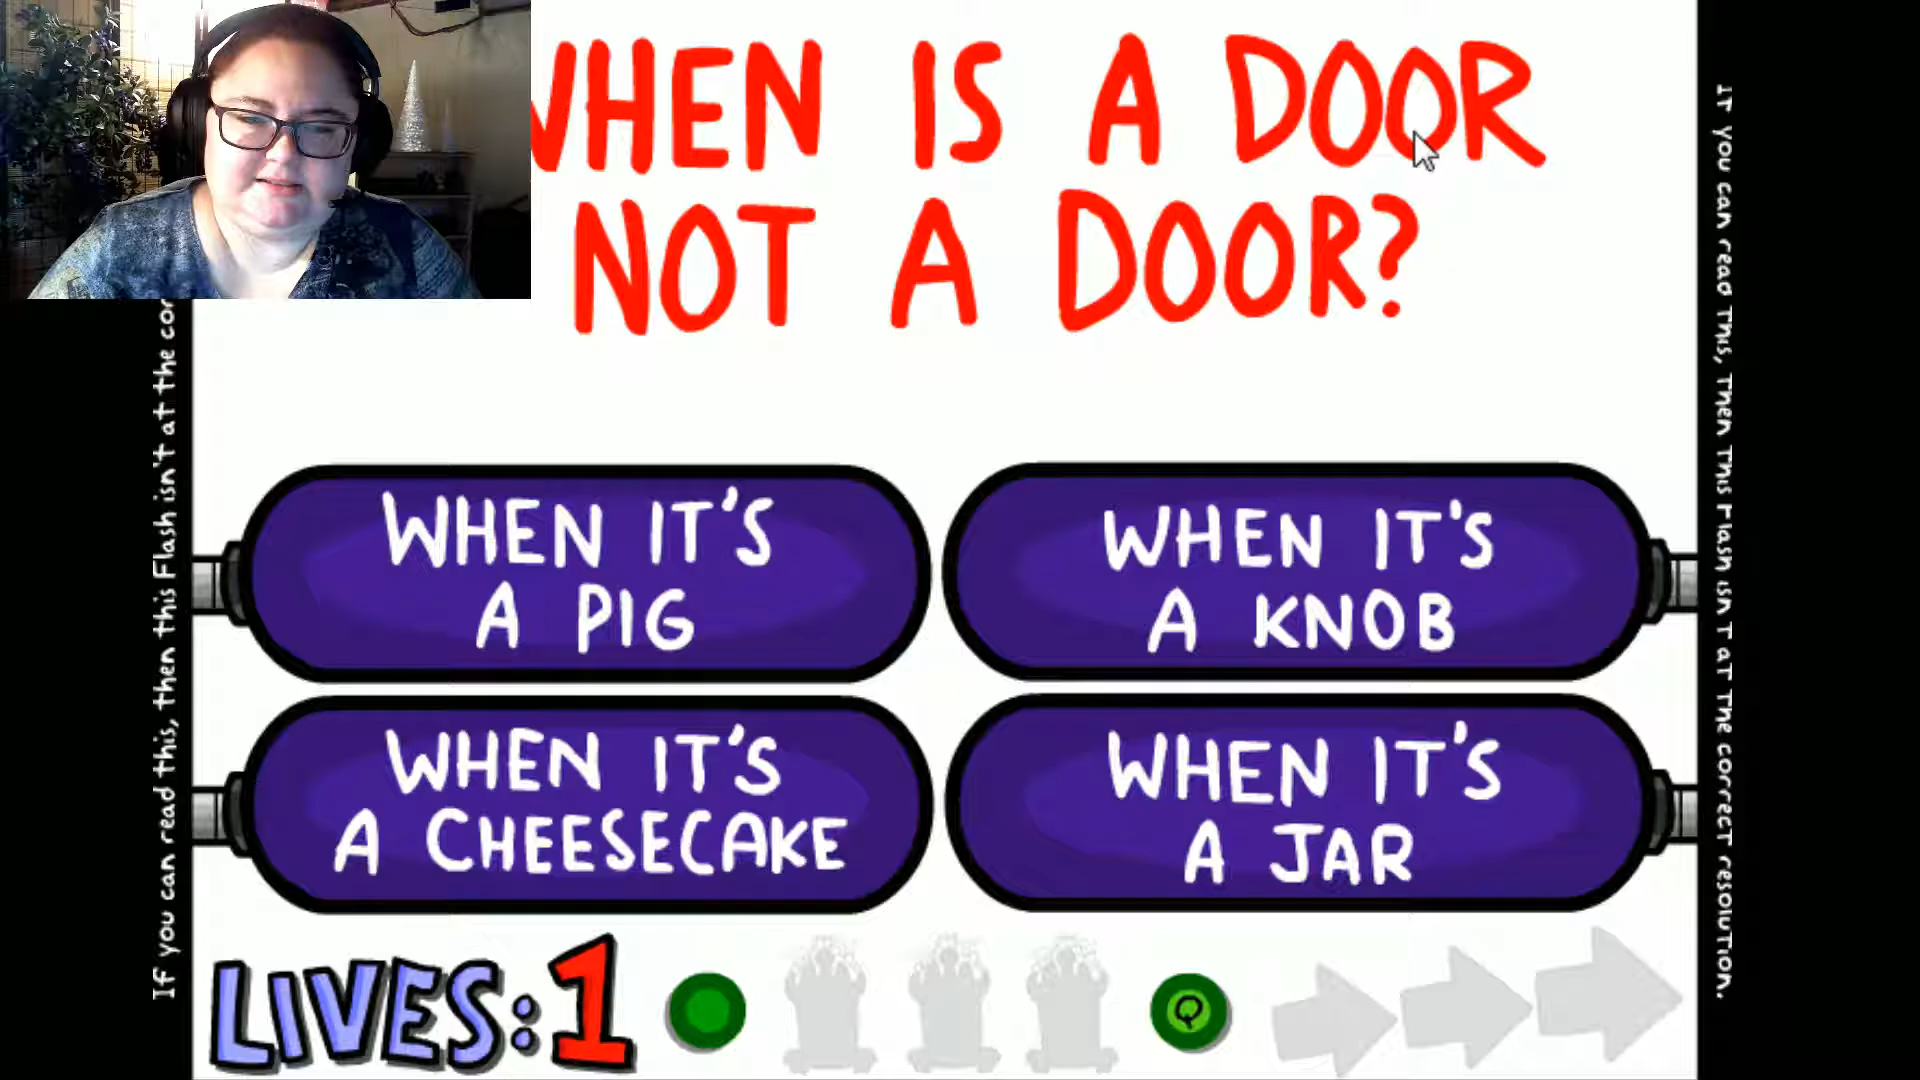 WHEN IS A DOOR
NOT A DOOR?
WHEN IT'S
A PIG
WHEN IT'S
A KNOB
WHEN IT'S
A CHEESECAKE
WHEN IT'S
A JAR
LIVES:1
Q
If you can read this, then this Flash isn't at the cor
If you can read this, then this Flash isn't at the correct resolution.